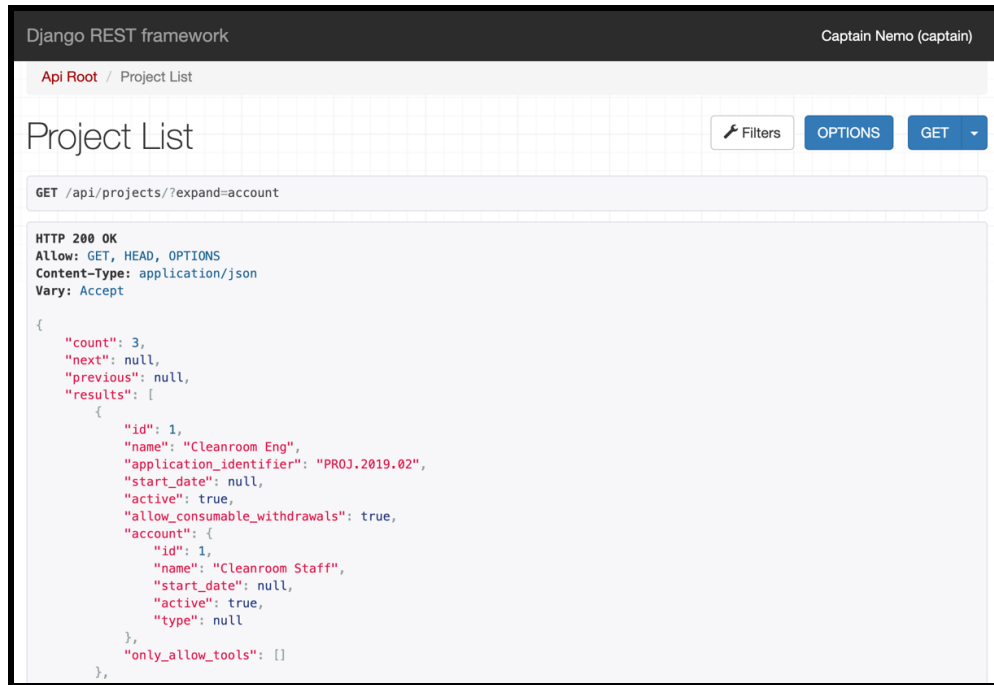 Django REST framework
Captain Nemo (captain)
Api Root / Project List
Project List
Filters
OPTIONS
GET
GET /api/projects/?expand=account
HTTP 200 OK
Allow: GET, HEAD, OPTIONS
Content-Type: application/json
Vary: Accept
{
    "count": 3,
    "next": null,
    "previous": null,
    "results": [
        {
            "id": 1,
            "name": "Cleanroom Eng",
            "application_identifier": "PROJ.2019.02",
            "start_date": null,
            "active": true,
            "allow_consumable_withdrawals": true,
            "account": {
                "id": 1,
                "name": "Cleanroom Staff",
                "start_date": null,
                "active": true,
                "type": null
            },
            "only_allow_tools": []
        },